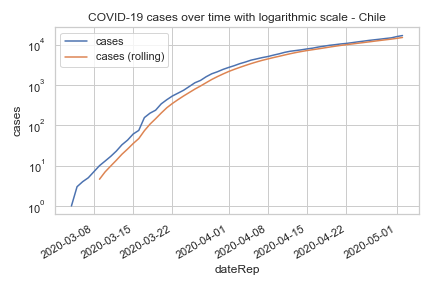 COVID-19 cases over time with logarithmic scale - Chile
cases
cases (rolling)
10⁴
10³
10²
10¹
10⁰
cases
2020-03-08
2020-03-15
2020-03-22
2020-04-01
2020-04-08
2020-04-15
2020-04-22
2020-05-01
dateRep